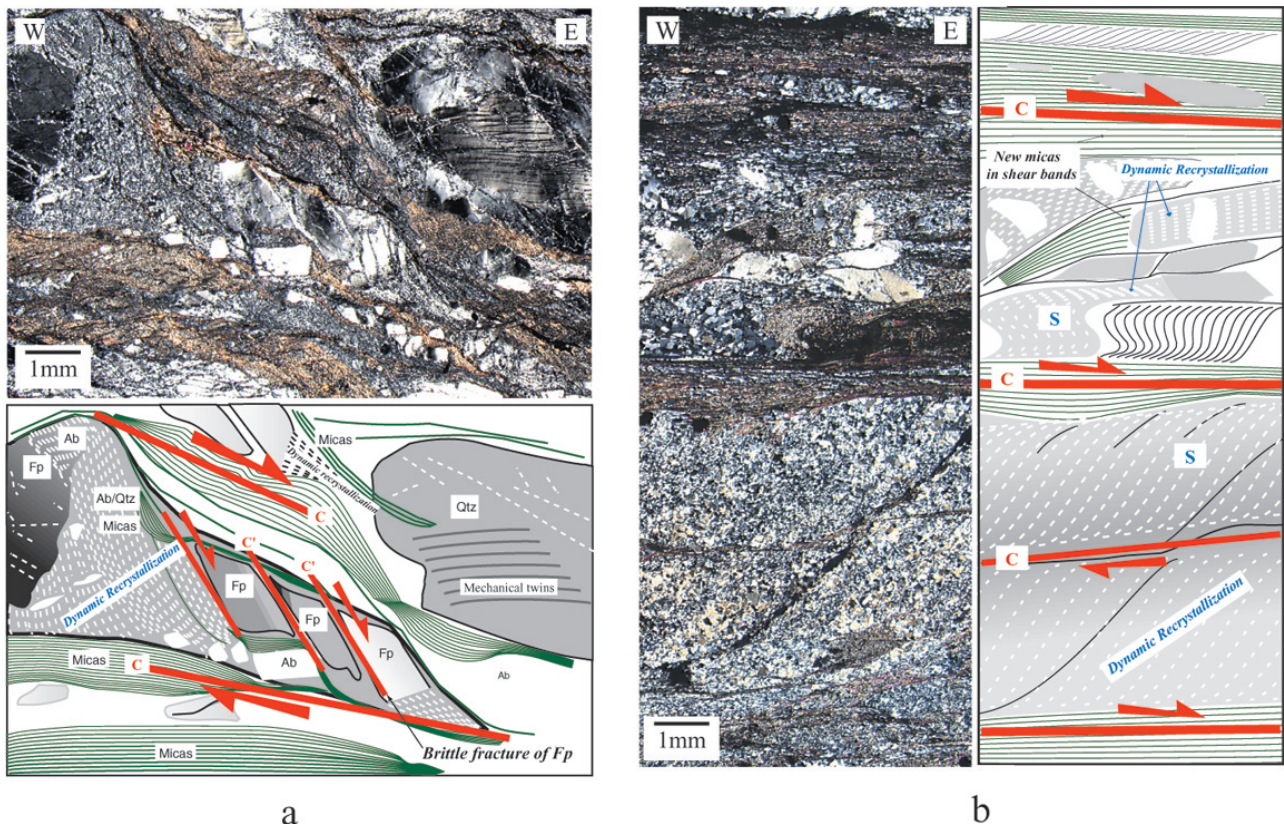 W
E
1mm
Ab
Fp
Ab/Qtz
Micas
Dynamic Recrystallization
Micas
Dynamic recrystallization
C
C'
C'
Fp
Fp
Fp
Qtz
Mechanical twins
Micas
C
Ab
Ab
Brittle fracture of Fp
Micas
a
W
E
1mm
C
New micas
in shear bands
Dynamic Recrystallization
S
C
S
C
Dynamic Recrystallization
C
b